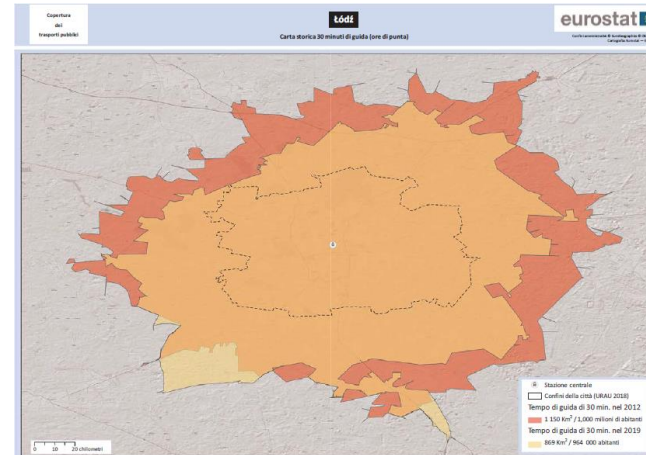 Copertura
dei
trasporti pubblici
Łódź
Carta storica 30 minuti di guida (ore di punta)
eurostat
Stazione centrale
Confini della città (URAU 2018)
Tempo di guida di 30 min. nel 2012
1 150 Km² / 1,000 milioni di abitanti
Tempo di guida di 30 min. nel 2019
869 Km² / 964 000 abitanti
0 10 20 chilometri